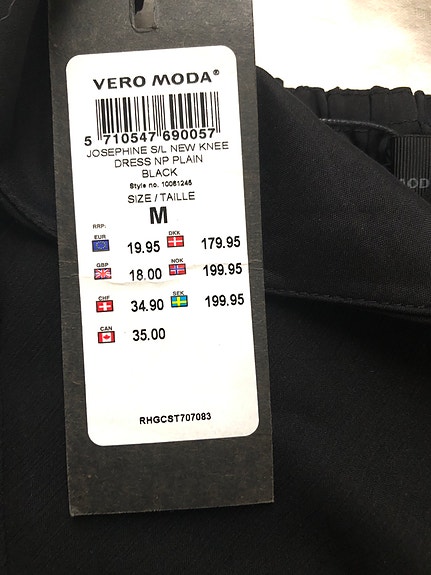 VERO MODA®
5 710547 690057
JOSEPHINE S/L NEW KNEE
DRESS NP PLAIN
BLACK
Style no. 10061245
SIZE / TAILLE
M
RRP:
EUR 19.95 DKK 179.95
GBP 18.00 NOK 199.95
CHF 34.90 SEK 199.95
CAN 35.00
RHGCST707083
MOD